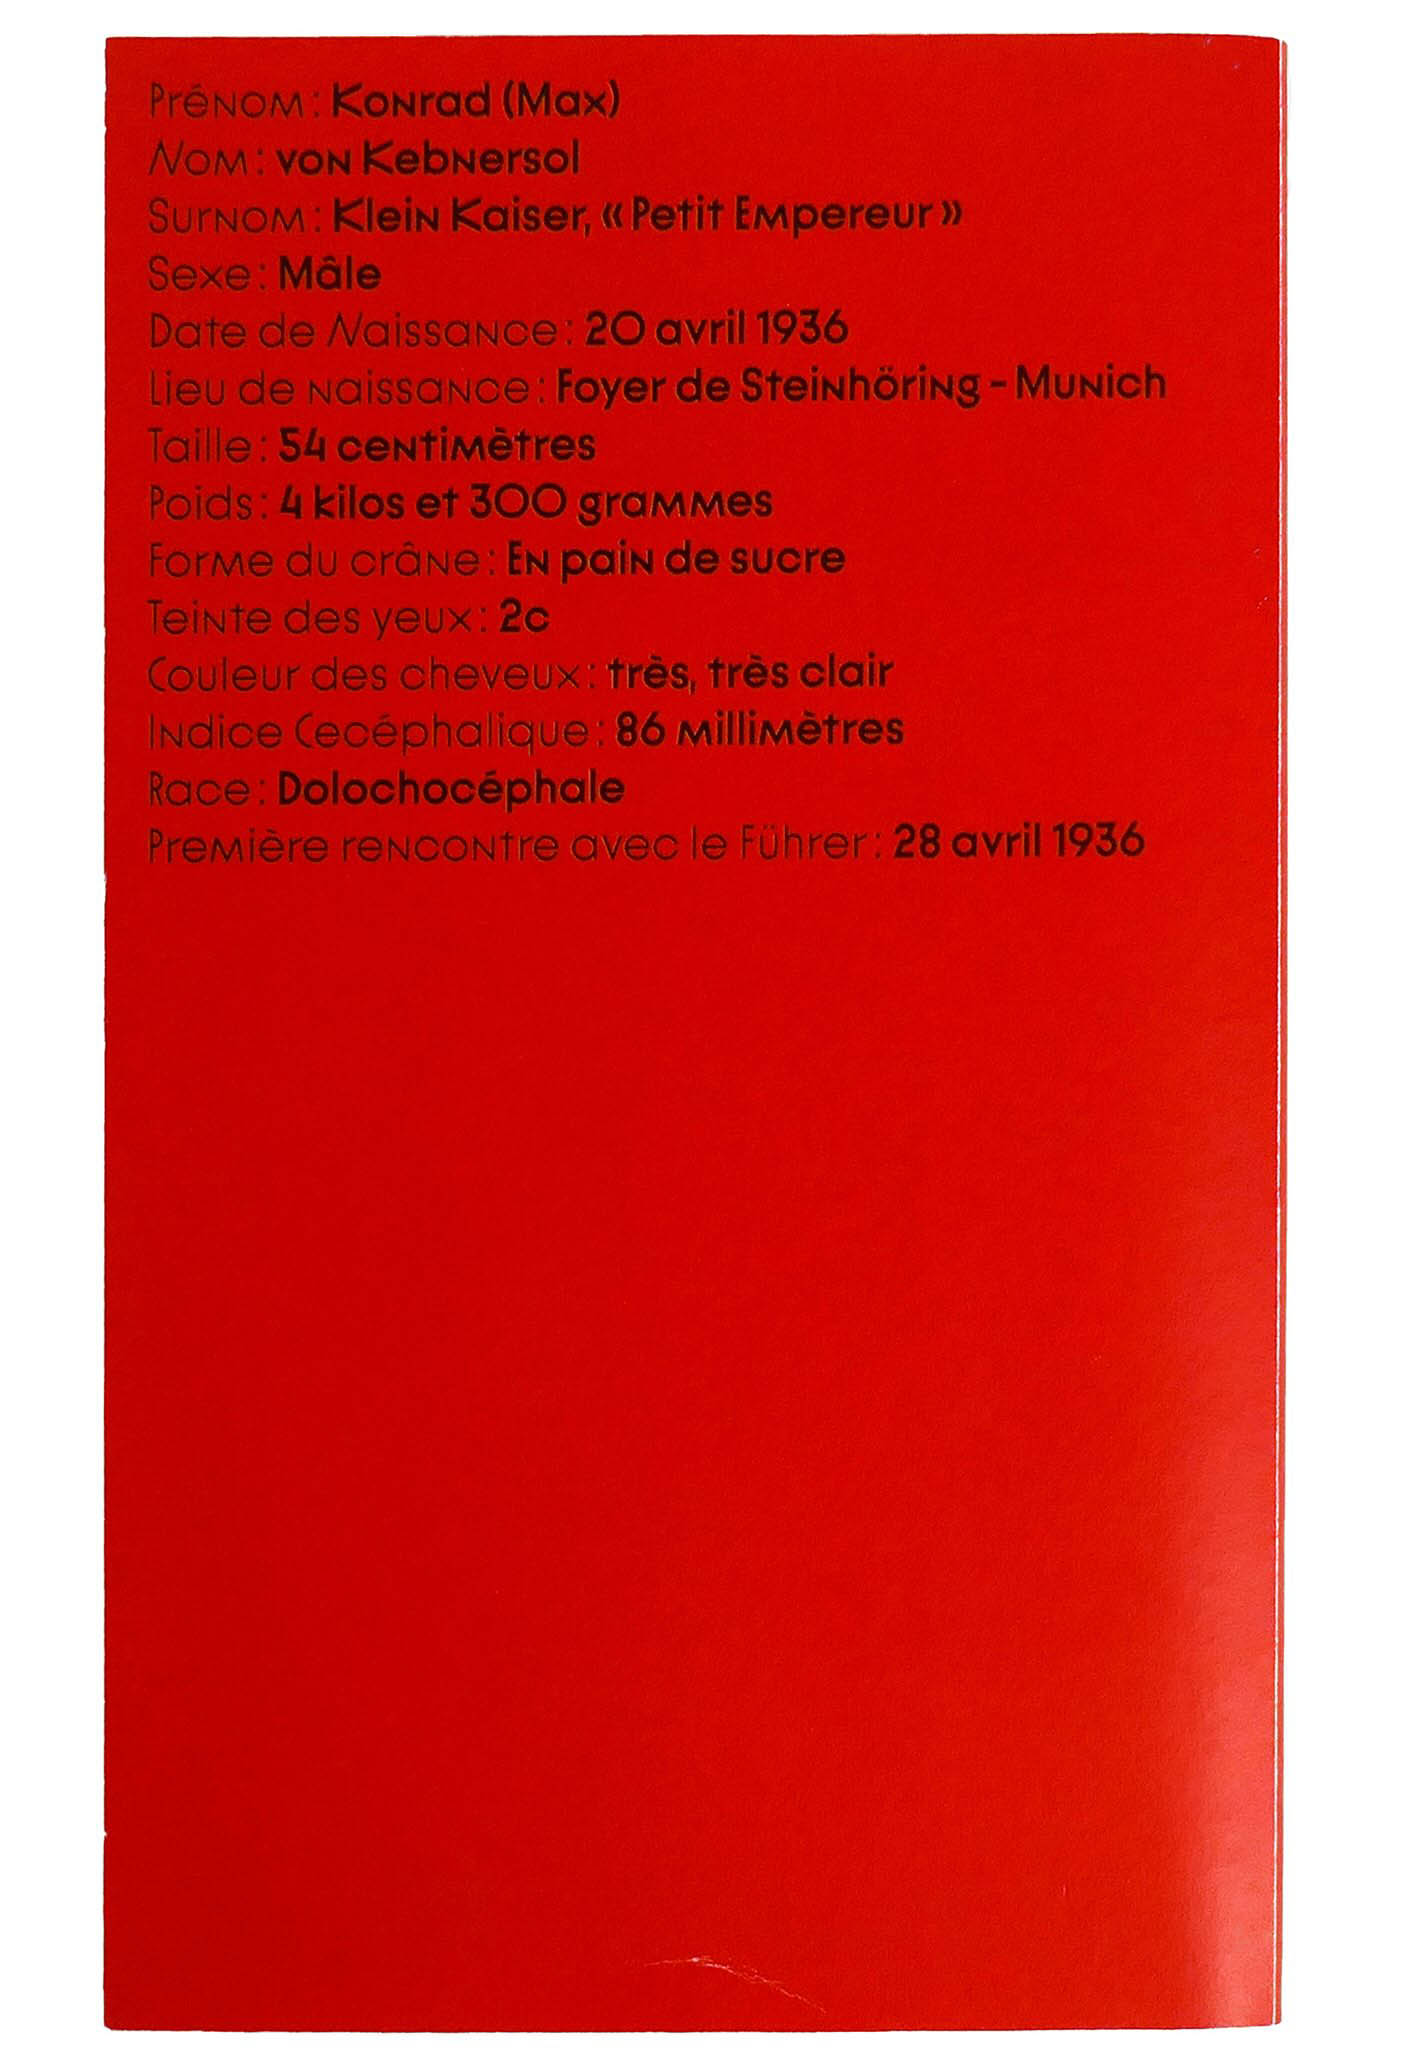 Prénom : Konrad (Max)
Nom : von Kebnersol
Surnom : Klein Kaiser, « Petit Empereur »
Sexe : Mâle
Date de Naissance : 20 avril 1936
Lieu de naissance : Foyer de Steinhöring - Munich
Taille : 54 centimètres
Poids : 4 kilos et 300 grammes
Forme du crâne : En pain de sucre
Teinte des yeux : 2c
Couleur des cheveux : très, très clair
Indice Cecéphalique : 86 millimètres
Race : Dolochocéphale
Première rencontre avec le Führer : 28 avril 1936